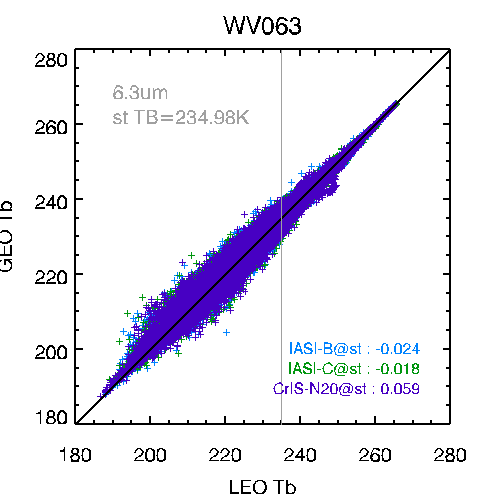 WV063
280
6.3um
st TB=234.98K
260
240
GEO Tb
220
200
IASI-B@st : -0.024
IASI-C@st : -0.018
CrIS-N20@st : 0.059
180
180 200 220 240 260 280
LEO Tb